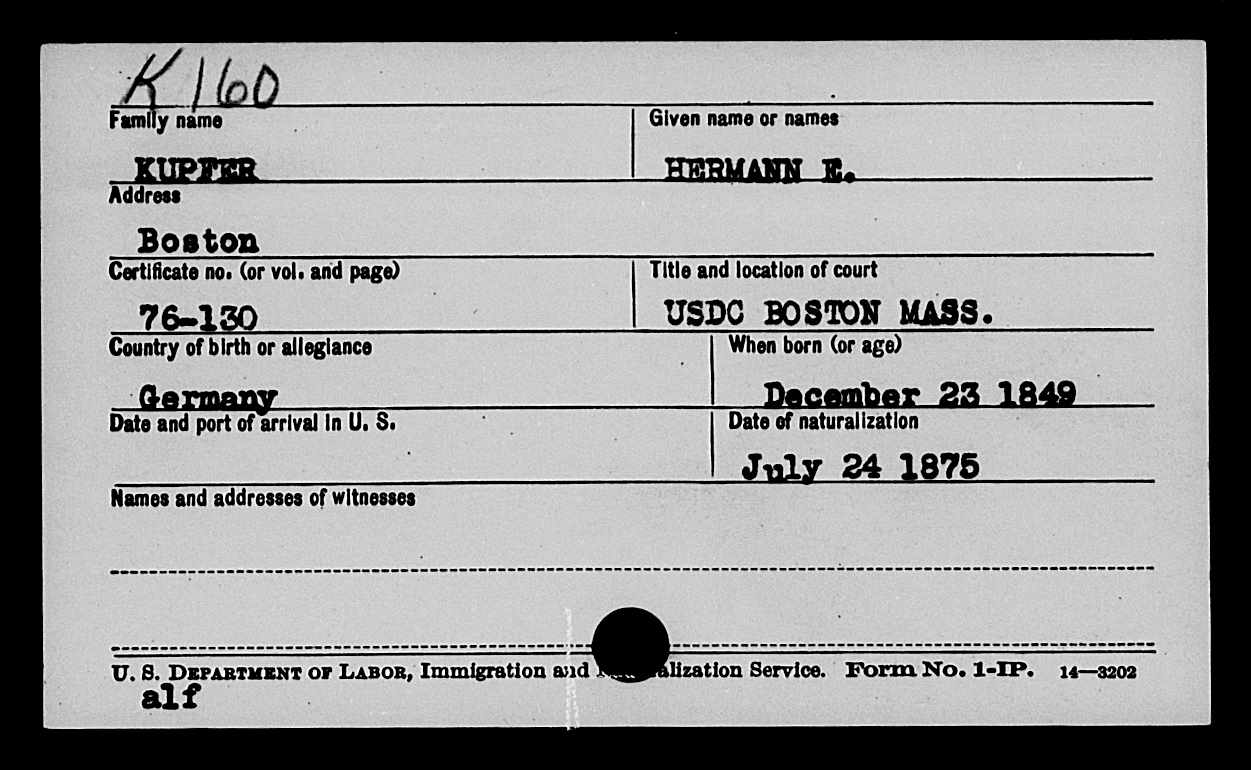 K160
Family name Given name or names
KUPFER HERMANN E.
Address
Boston
Certificate no. (or vol. and page) Title and location of court
76-130 USDC BOSTON MASS.
Country of birth or allegiance When born (or age)
Germany December 23 1849
Date and port of arrival in U. S. Date of naturalization
July 24 1875
Names and addresses of witnesses
U. S. DEPARTMENT OF LABOR, Immigration and alization Service. Form No. 1-IP. 14—3202
alf